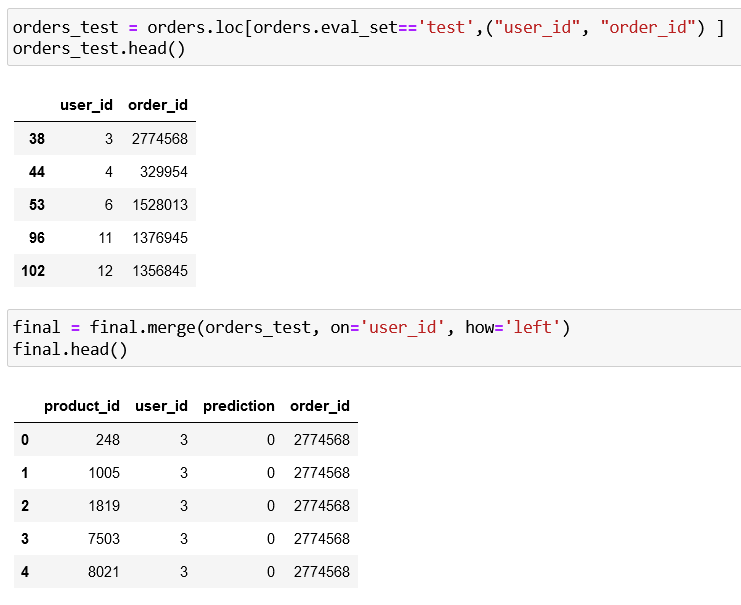 orders_test = orders.loc[orders.eval_set=='test',("user_id", "order_id") ]
orders_test.head()
user_id order_id
38 3 2774568
44 4 329954
53 6 1528013
96 11 1376945
102 12 1356845
final = final.merge(orders_test, on='user_id', how='left')
final.head()
product_id user_id prediction order_id
0 248 3 0 2774568
1 1005 3 0 2774568
2 1819 3 0 2774568
3 7503 3 0 2774568
4 8021 3 0 2774568